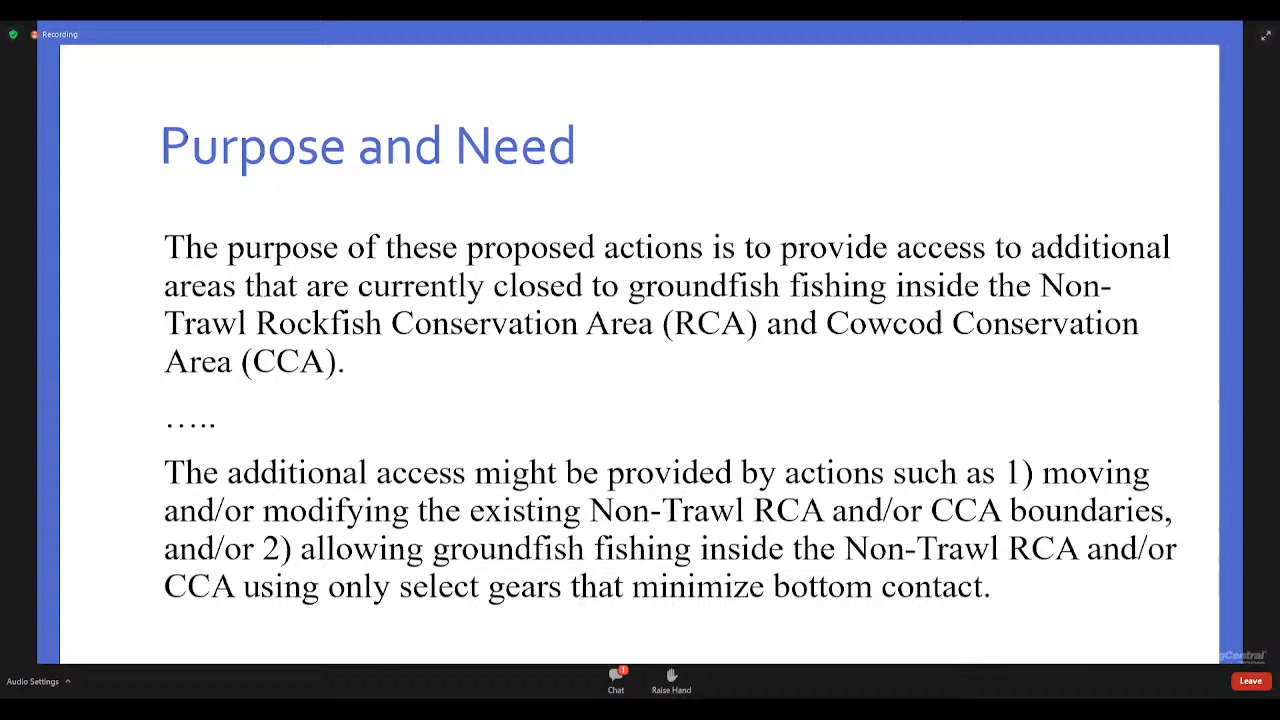 Recording
Purpose and Need
The purpose of these proposed actions is to provide access to additional
areas that are currently closed to groundfish fishing inside the Non-
Trawl Rockfish Conservation Area (RCA) and Cowcod Conservation
Area (CCA).
.....
The additional access might be provided by actions such as 1) moving
and/or modifying the existing Non-Trawl RCA and/or CCA boundaries,
and/or 2) allowing groundfish fishing inside the Non-Trawl RCA and/or
CCA using only select gears that minimize bottom contact.
Audio Settings
1
Chat
Raise Hand
Leave